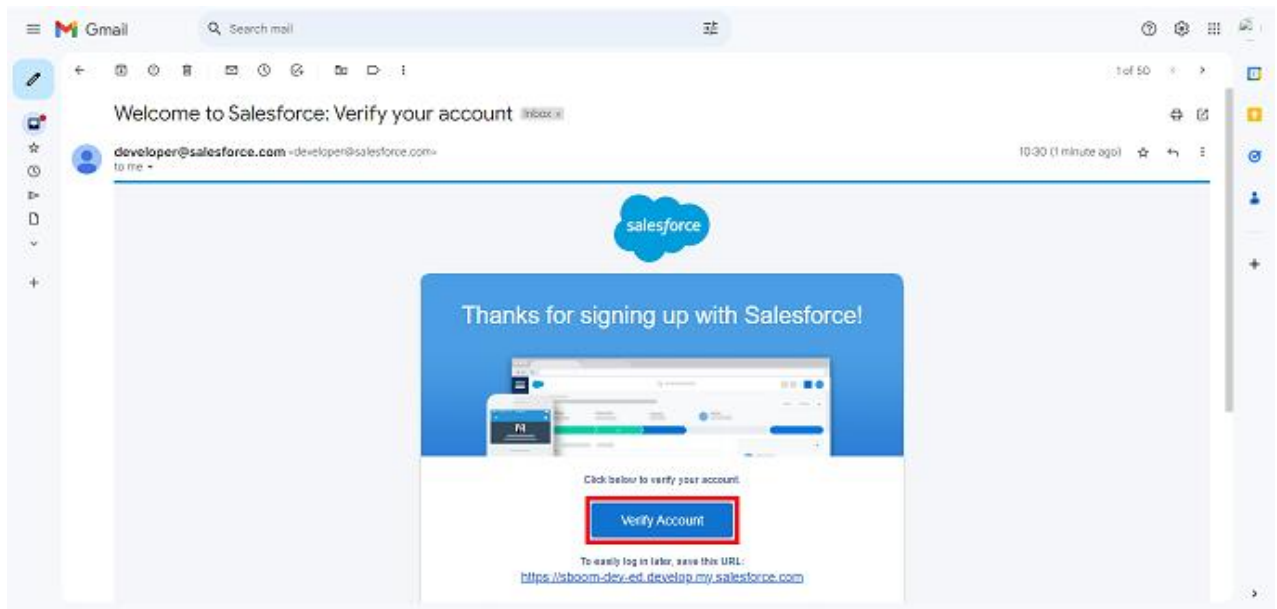 Gmail
Search mail
1 of 50
Welcome to Salesforce: Verify your account Inbox x
developer@salesforce.com <developer@salesforce.com>
10:30 (1 minute ago)
to me
salesforce
Thanks for signing up with Salesforce!
Click below to verify your account.
Verify Account
To easily log in later, save this URL:
https://sboom-dev-ed.develop.my.salesforce.com